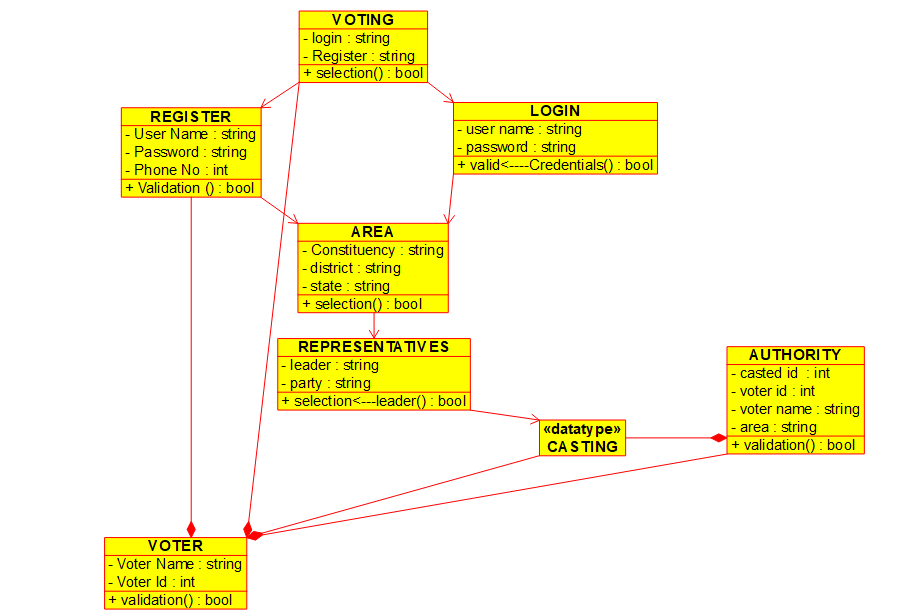 VOTING
- login : string
- Register : string
+ selection() : bool
REGISTER
- User Name : string
- Password : string
- Phone No : int
+ Validation () : bool
LOGIN
- user name : string
- password : string
+ valid<----Credentials() : bool
AREA
- Constituency : string
- district : string
- state : string
+ selection() : bool
REPRESENTATIVES
- leader : string
- party : string
+ selection<---leader() : bool
AUTHORITY
- casted id : int
- voter id : int
- voter name : string
- area : string
+ validation() : bool
«datatype»
CASTING
VOTER
- Voter Name : string
- Voter Id : int
+ validation() : bool